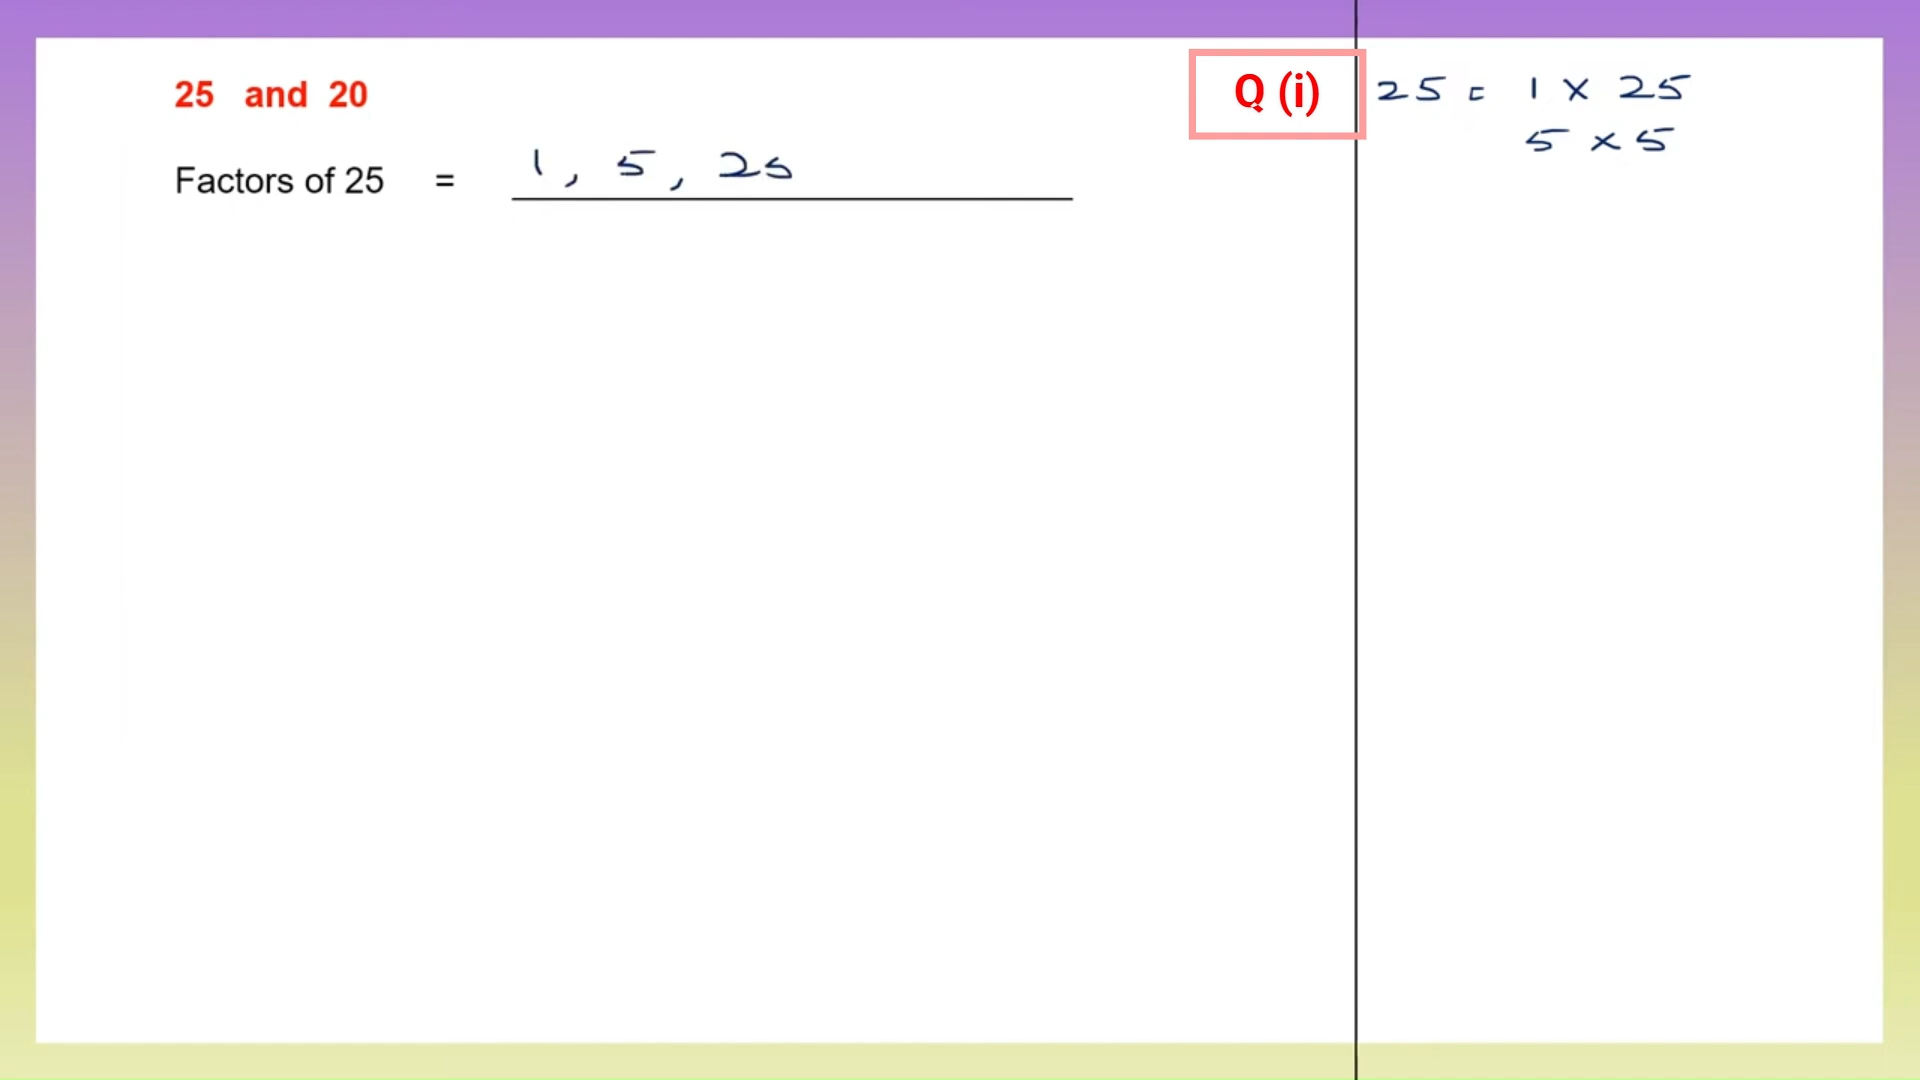 25 and 20
Factors of 25 = 1, 5, 25
Q (i)
25 = 1 x 25
5 x 5